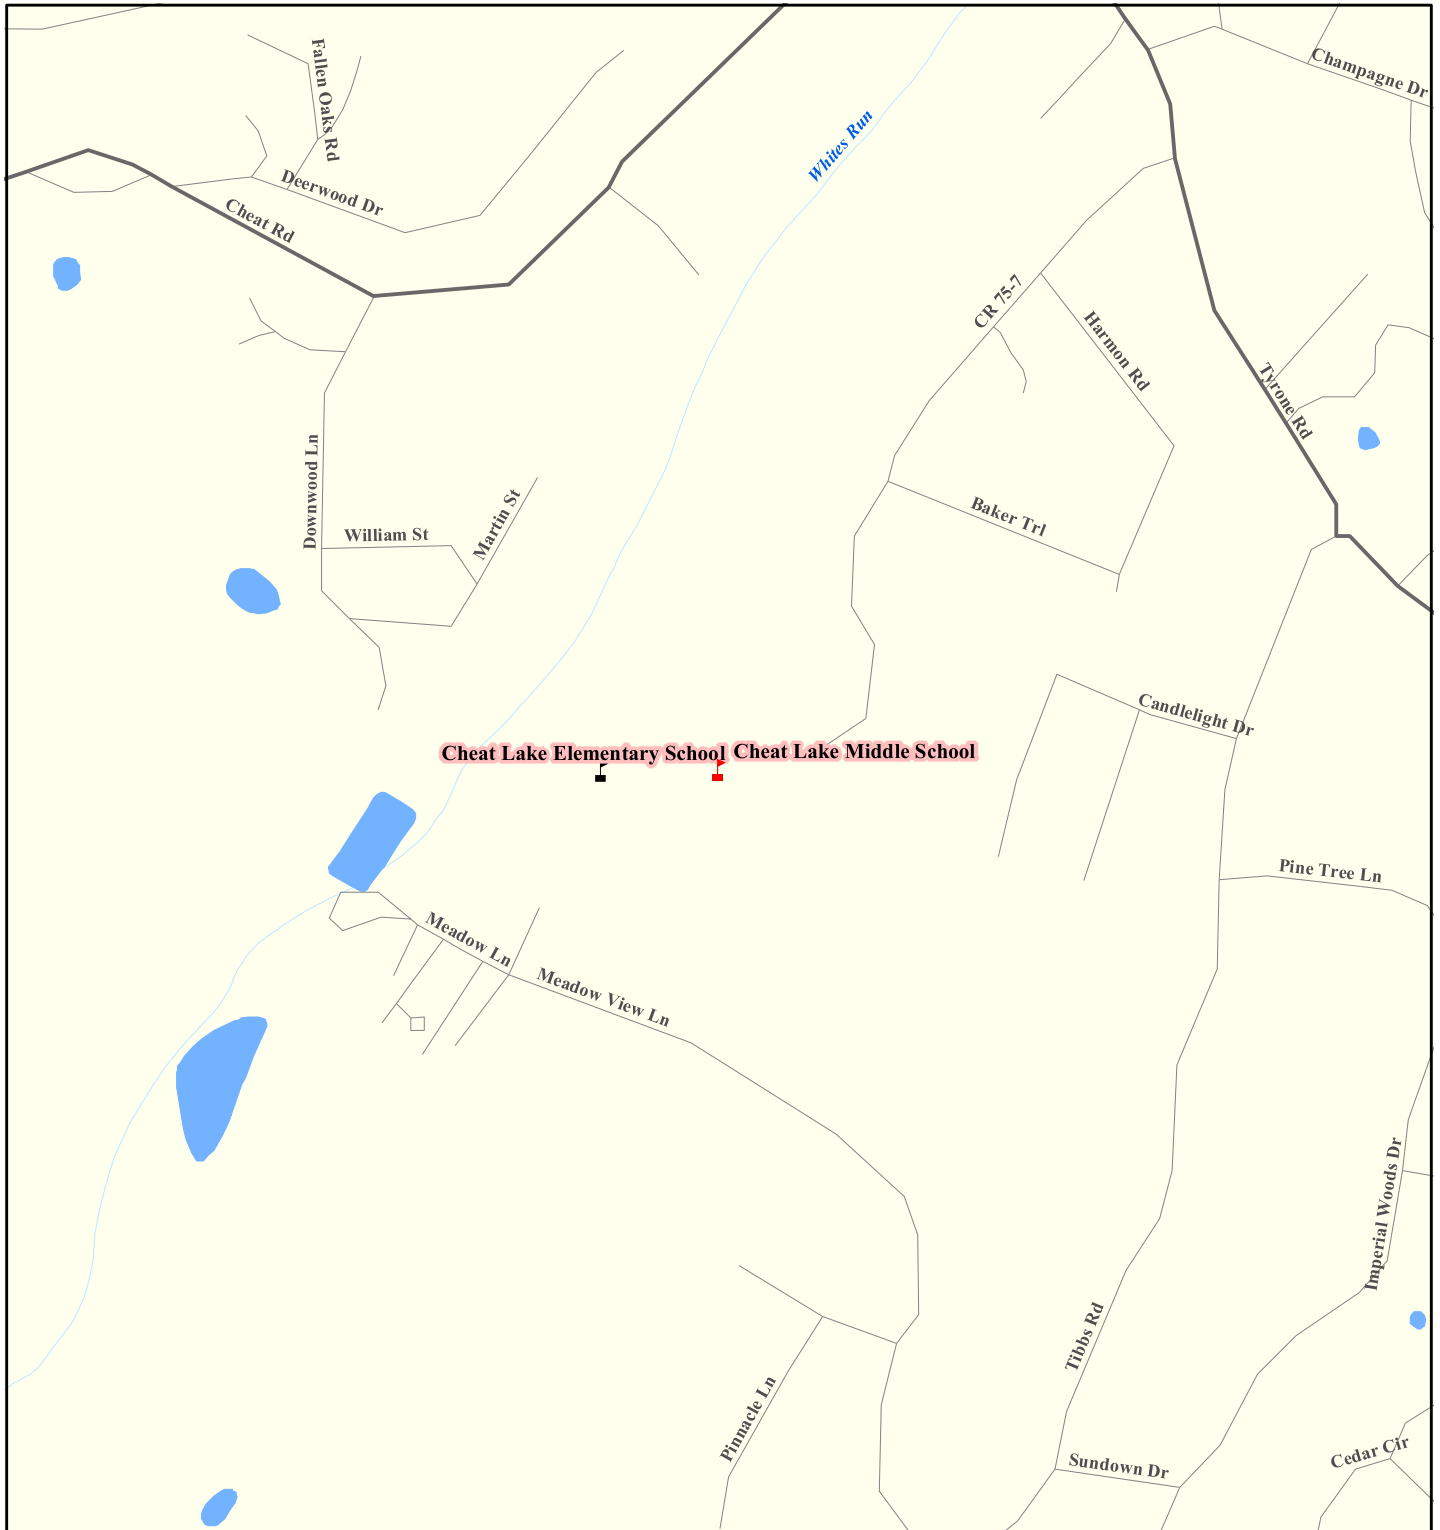 Fallen Oaks Rd
Champagne Dr
Whites Run
Deerwood Dr
Cheat Rd
CR 75-7
Harmon Rd
Tyrone Rd
Downwood Ln
William St
Martin St
Baker Trl
Candlelight Dr
Cheat Lake Elementary School
Cheat Lake Middle School
Pine Tree Ln
Meadow Ln
Meadow View Ln
Imperial Woods Dr
Tibbs Rd
Pinnacle Ln
Sundown Dr
Cedar Cir